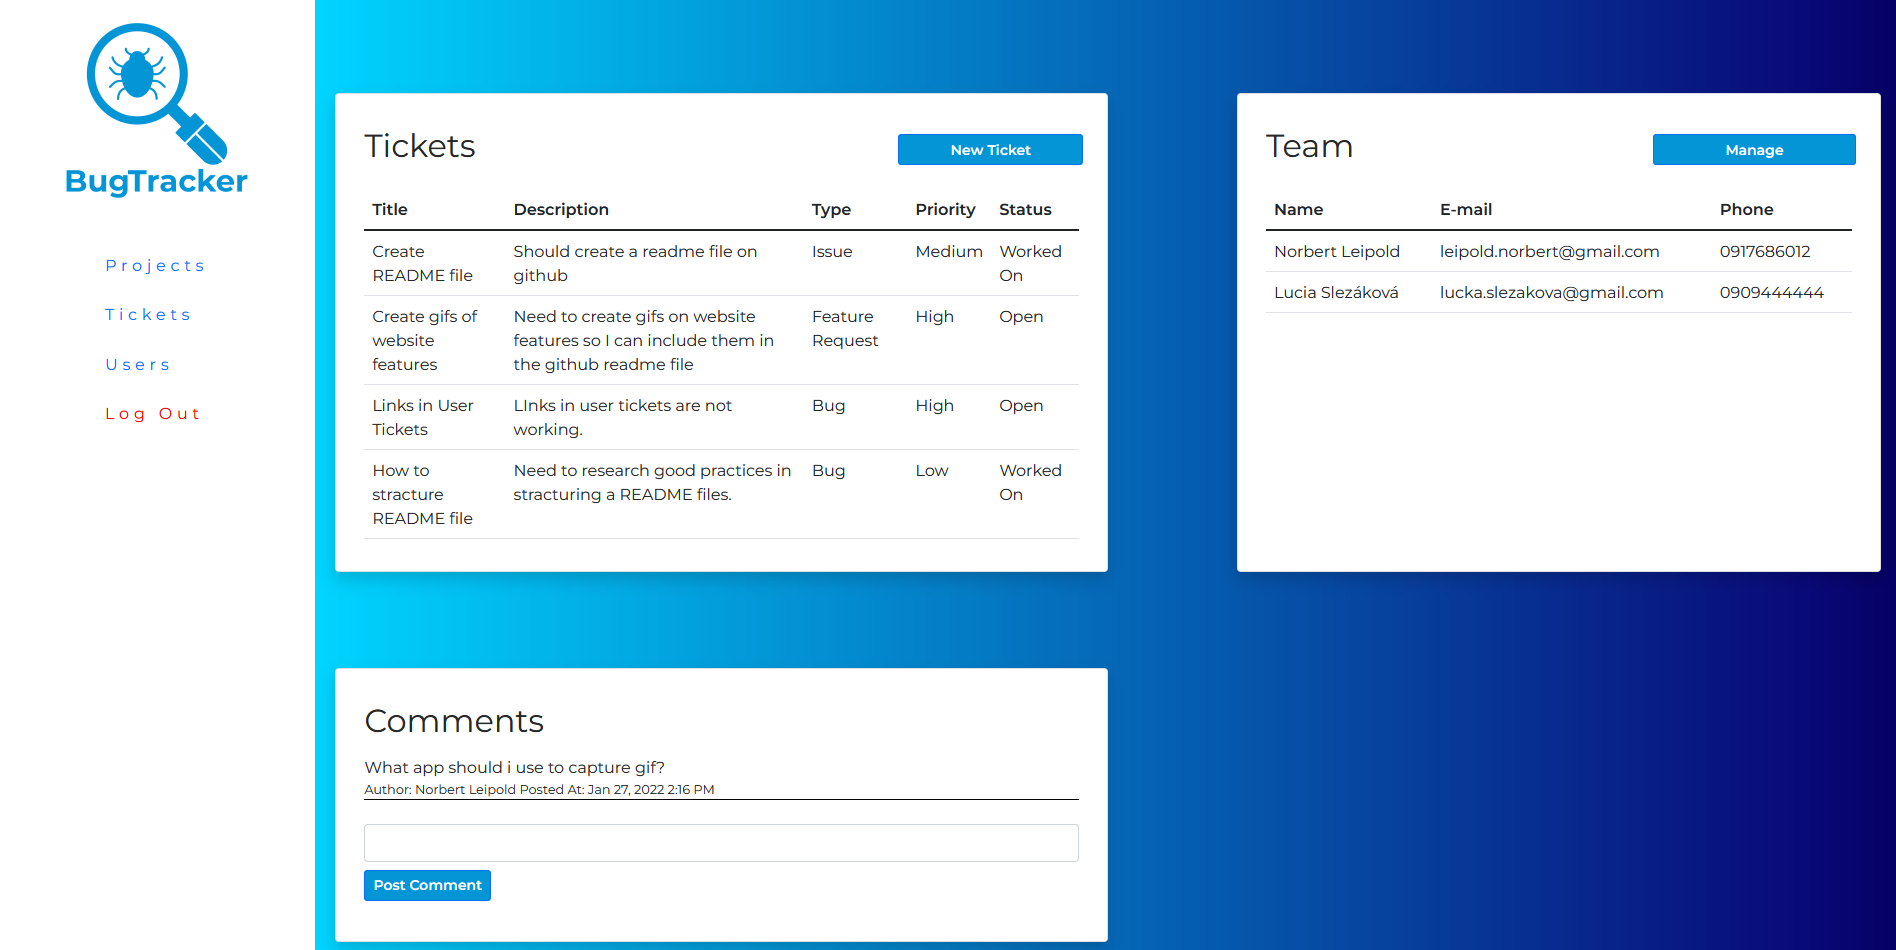 BugTracker
Projects
Tickets
Users
Log Out
Tickets
New Ticket
Title Description Type Priority Status
Create README file Should create a readme file on github Issue Medium Worked On
Create gifs of website features Need to create gifs on website features so I can include them in the github readme file Feature Request High Open
Links in User Tickets LInks in user tickets are not working. Bug High Open
How to stracture README file Need to research good practices in stracturing a README files. Bug Low Worked On
Team
Manage
Name E-mail Phone
Norbert Leipold leipold.norbert@gmail.com 0917686012
Lucia Slezáková lucka.slezakova@gmail.com 0909444444
Comments
What app should i use to capture gif?
Author: Norbert Leipold Posted At: Jan 27, 2022 2:16 PM
Post Comment